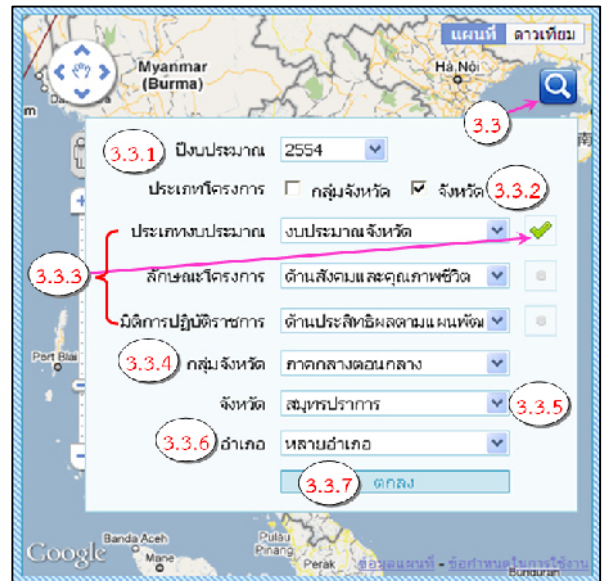 แผนที่ ดาวเทียม
Myanmar
(Burma)
Hà Nội
3.3
3.3.1 ปีงบประมาณ 2554
ประเภทโครงการ กลุ่มจังหวัด จังหวัด 3.3.2
ประเภทงบประมาณ งบประมาณจังหวัด
3.3.3 ลักษณะโครงการ ด้านสังคมและคุณภาพชีวิต
มิติการปฏิบัติราชการ ด้านประสิทธิผลตามแผนพัฒ
Port Blai
3.3.4 กลุ่มจังหวัด ภาคกลางตอนกลาง
จังหวัด สมุทรปราการ 3.3.5
3.3.6 อำเภอ หลายอำเภอ
3.3.7 ตกลง
Banda Aceh
Pulau
Pinang
Google
Perak
ข้อมูลแผนที่ - ข้อกำหนดในการใช้งาน